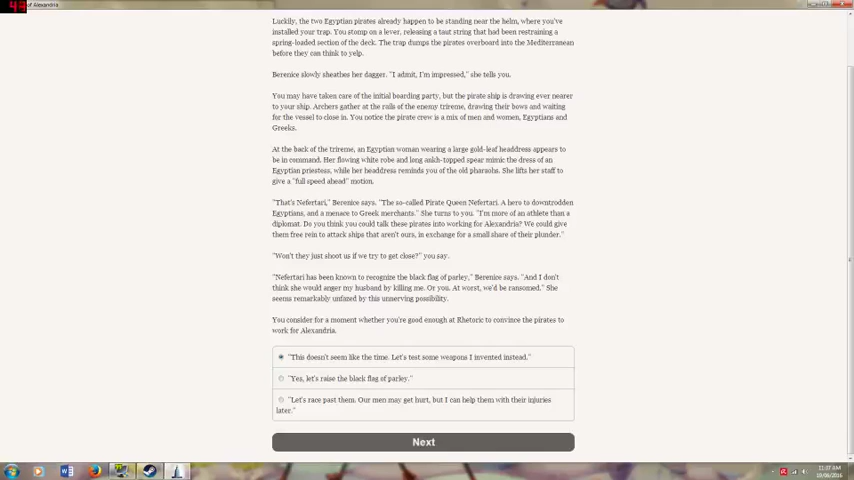 43
of Alexandria
Luckily, the two Egyptian pirates already happen to be standing near the helm, where you've
installed your trap. You stomp on a lever, releasing a taut string that had been restraining a
spring-loaded section of the deck. The trap dumps the pirates overboard into the Mediterranean
before they can think to yelp.
Berenice slowly sheathes her dagger. "I admit, I'm impressed," she tells you.
You may have taken care of the initial boarding party, but the pirate ship is drawing ever nearer
to your ship. Archers gather at the rails of the enemy trireme, drawing their bows and waiting
for the vessel to close in. You notice the pirate crew is a mix of men and women, Egyptians and
Greeks.
At the back of the trireme, an Egyptian woman wearing a large gold-leaf headdress appears to
be in command. Her flowing white robe and long ankh-topped spear mimic the dress of an
Egyptian priestess, while her headdress reminds you of the old pharaohs. She lifts her staff to
give a "full speed ahead" motion.
"That's Nefertari," Berenice says. "The so-called Pirate Queen Nefertari. A hero to downtrodden
Egyptians, and a menace to Greek merchants." She turns to you. "I'm more of an athlete than a
diplomat. Do you think you could talk these pirates into working for Alexandria? We could give
them free rein to attack ships that aren't ours, in exchange for a small share of their plunder."
"Won't they just shoot us if we try to get close?" you say.
"Nefertari has been known to recognize the black flag of parley," Berenice says. "And I don't
think she would anger my husband by killing me. Or you. At worst, we'd be ransomed." She
seems remarkably unfazed by this unnerving possibility.
You consider for a moment whether you're good enough at Rhetoric to convince the pirates to
work for Alexandria.
"This doesn't seem like the time. Let's test some weapons I invented instead."
"Yes, let's raise the black flag of parley."
"Let's race past them. Our men may get hurt, but I can help them with their injuries
later."
Next